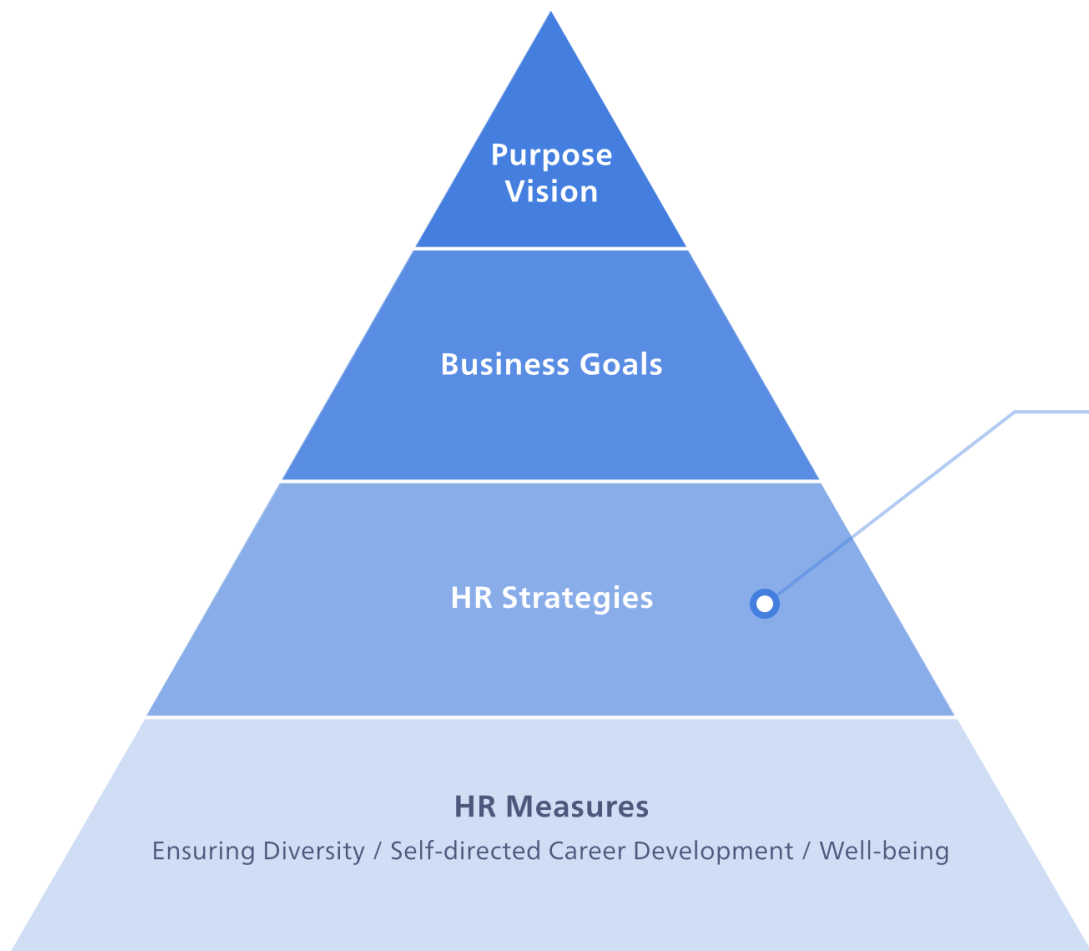 Purpose
Vision
Business Goals
HR Strategies
HR Measures
Ensuring Diversity / Self-directed Career Development / Well-being